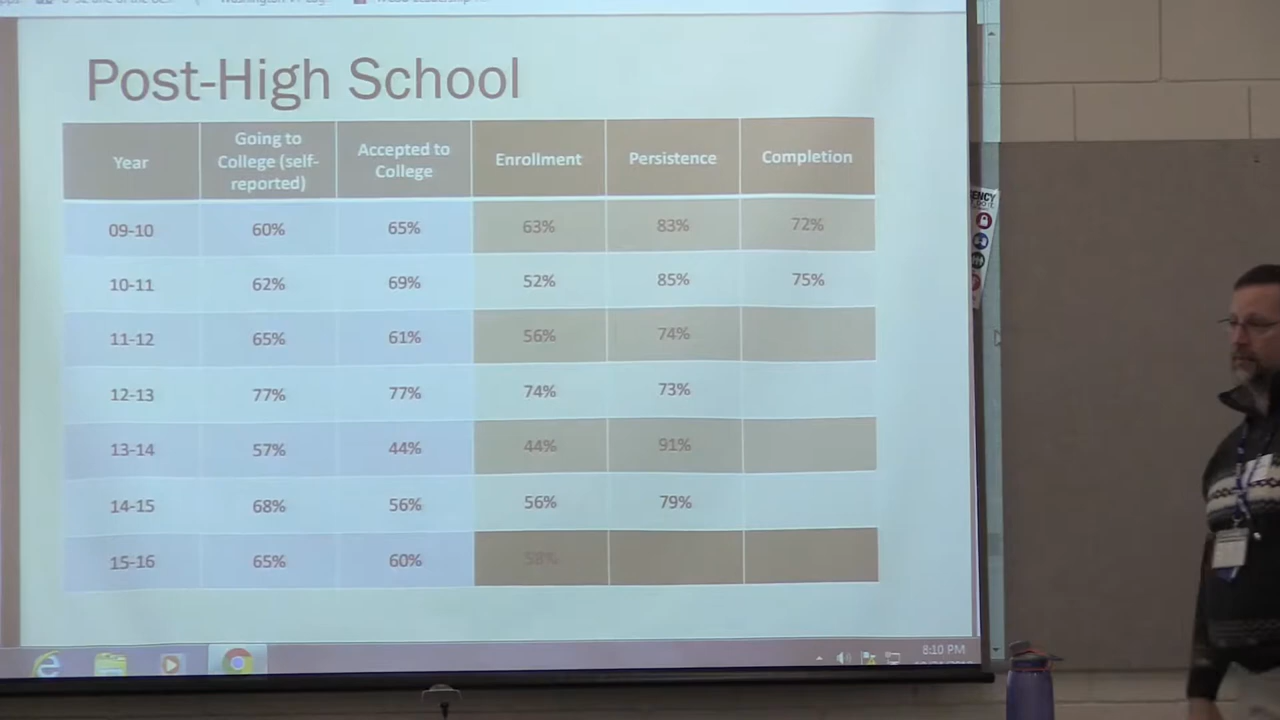 Post-High School
Year Going to College (self-reported) Accepted to College Enrollment Persistence Completion
09-10 60% 65% 63% 83% 72%
10-11 62% 69% 52% 85% 75%
11-12 65% 61% 56% 74%
12-13 77% 77% 74% 73%
13-14 57% 44% 44% 91%
14-15 68% 56% 56% 79%
15-16 65% 60% 58%
8:10 PM